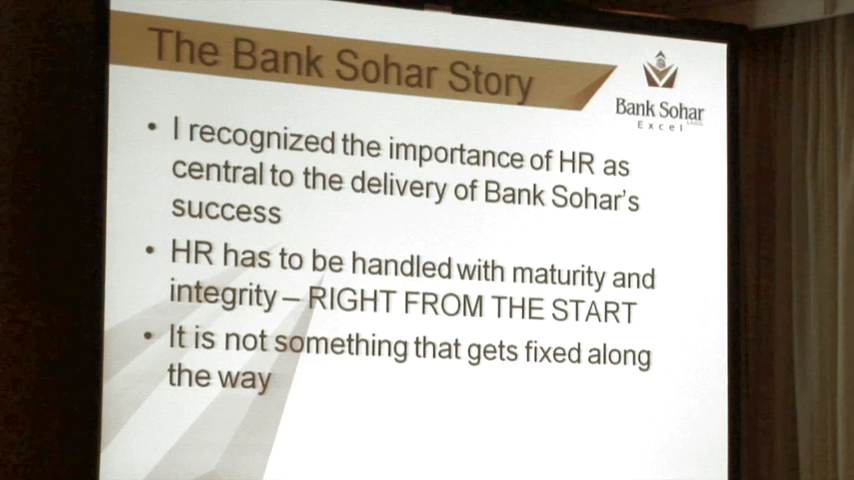 The Bank Sohar Story
Bank Sohar
Excel
• I recognized the importance of HR as
central to the delivery of Bank Sohar's
success
• HR has to be handled with maturity and
integrity – RIGHT FROM THE START
• It is not something that gets fixed along
the way